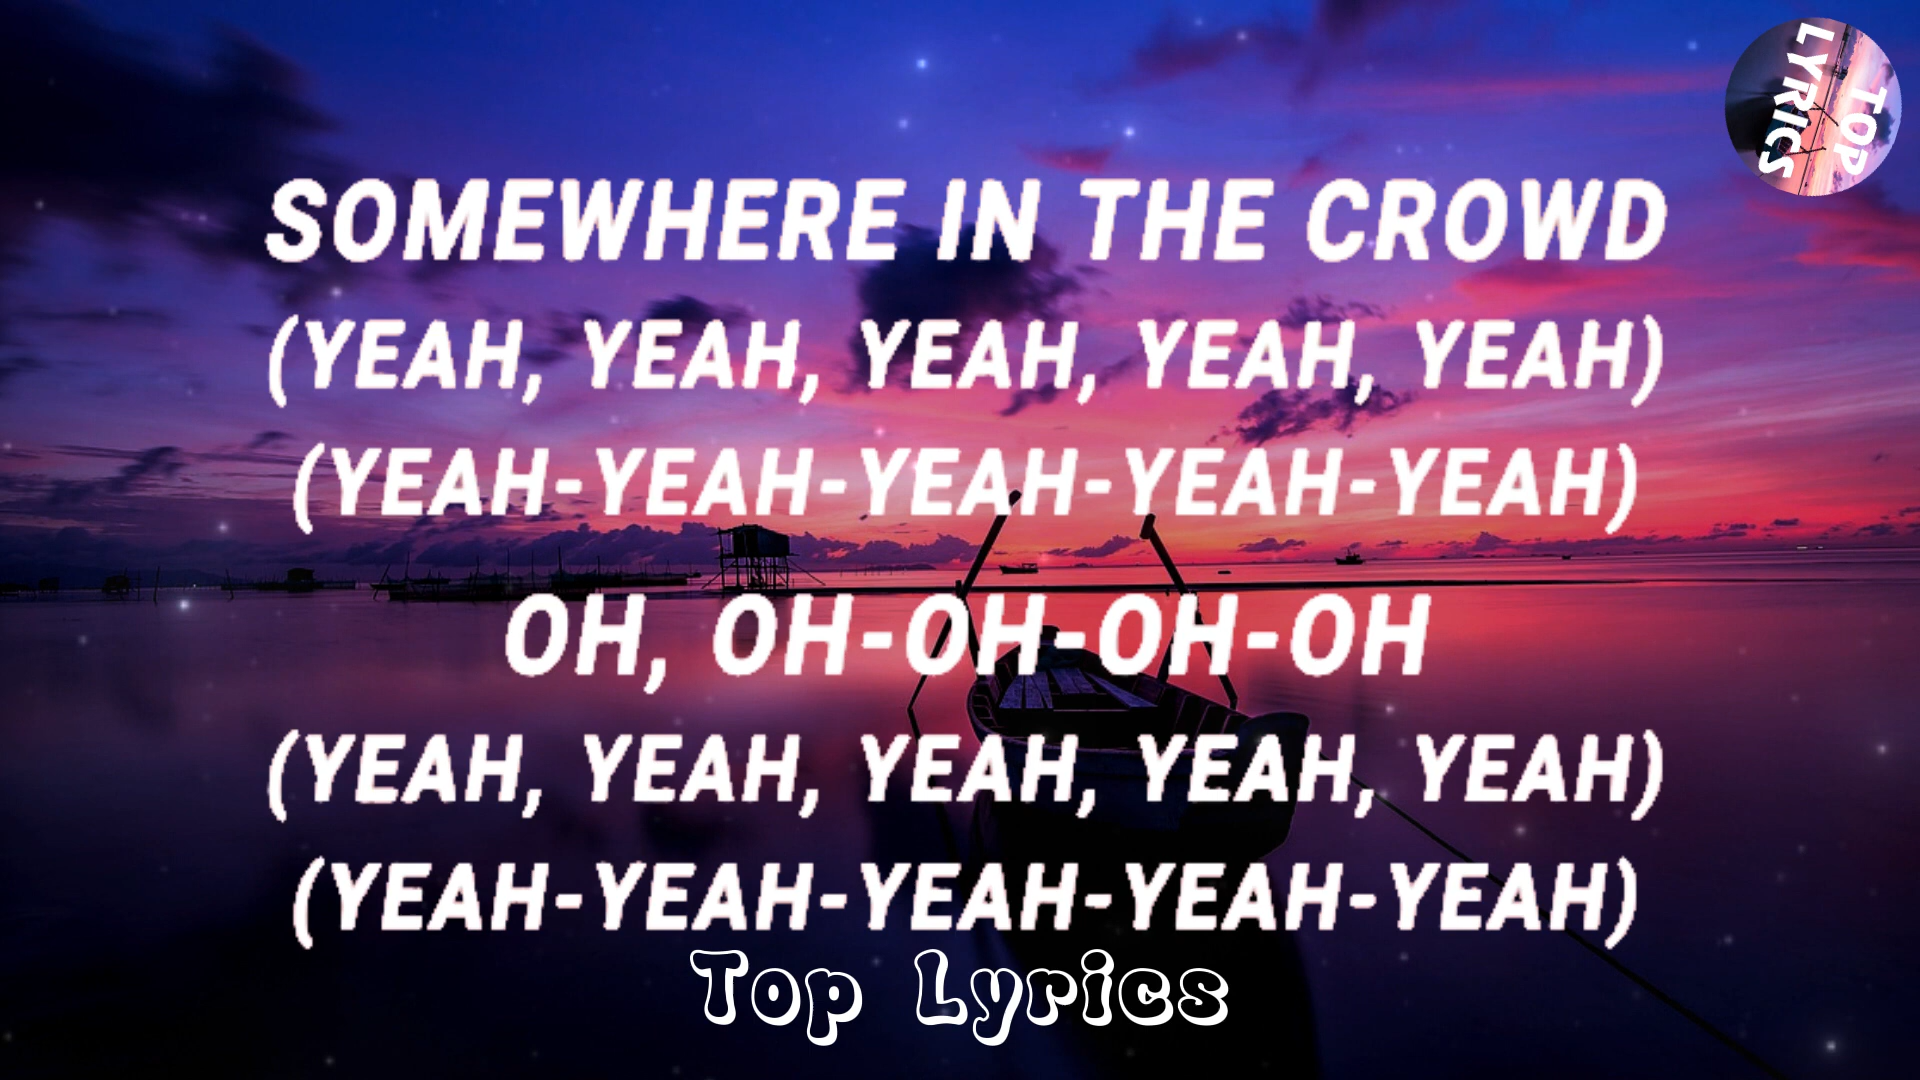 TOP
LYRICS
SOMEWHERE IN THE CROWD
(YEAH, YEAH, YEAH, YEAH, YEAH)
(YEAH-YEAH-YEAH-YEAH-YEAH)
OH, OH-OH-OH-OH
(YEAH, YEAH, YEAH, YEAH, YEAH)
(YEAH-YEAH-YEAH-YEAH-YEAH)
Top Lyrics